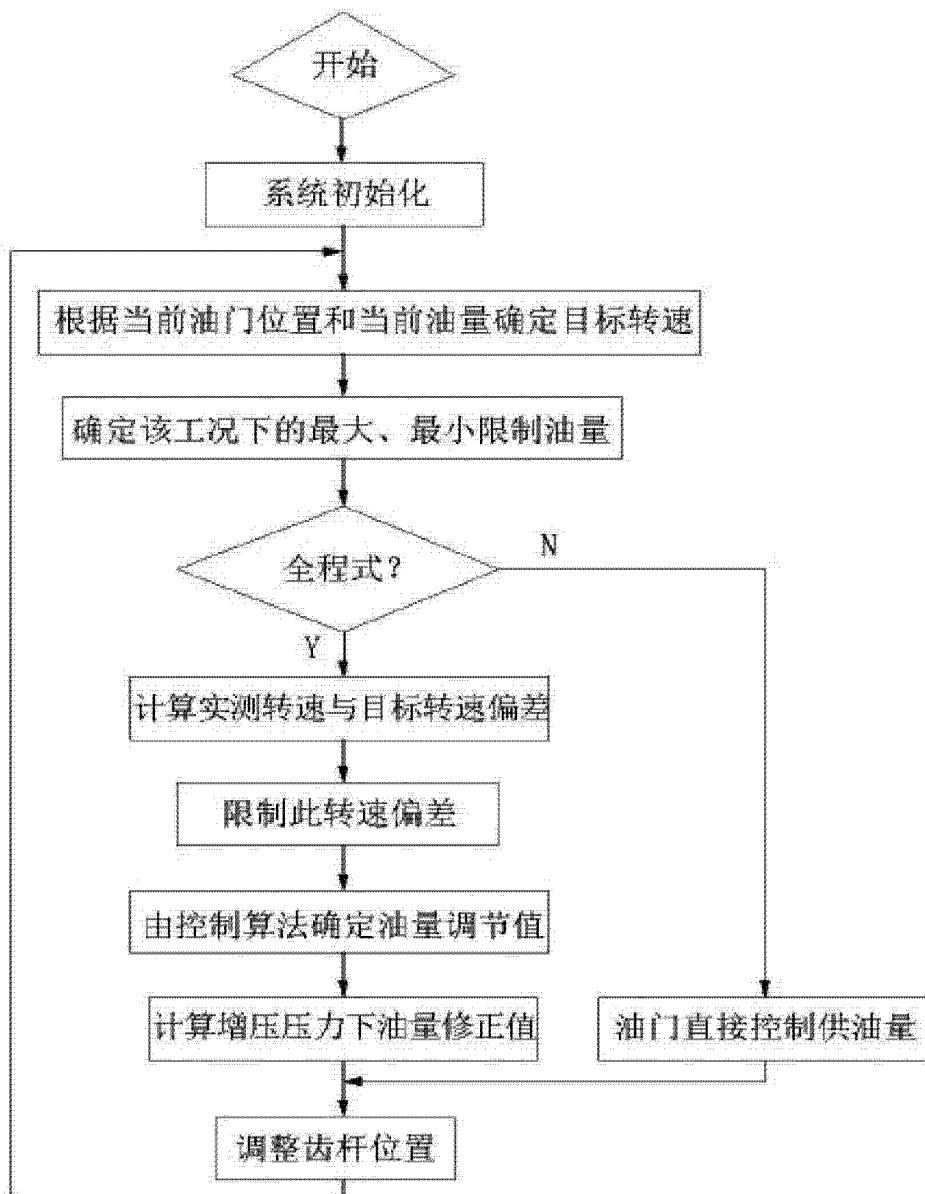 开始
系统初始化
根据当前油门位置和当前油量确定目标转速
确定该工况下的最大、最小限制油量
全程式?
N
Y
计算实测转速与目标转速偏差
限制此转速偏差
由控制算法确定油量调节值
计算增压压力下油量修正值
油门直接控制供油量
调整齿杆位置